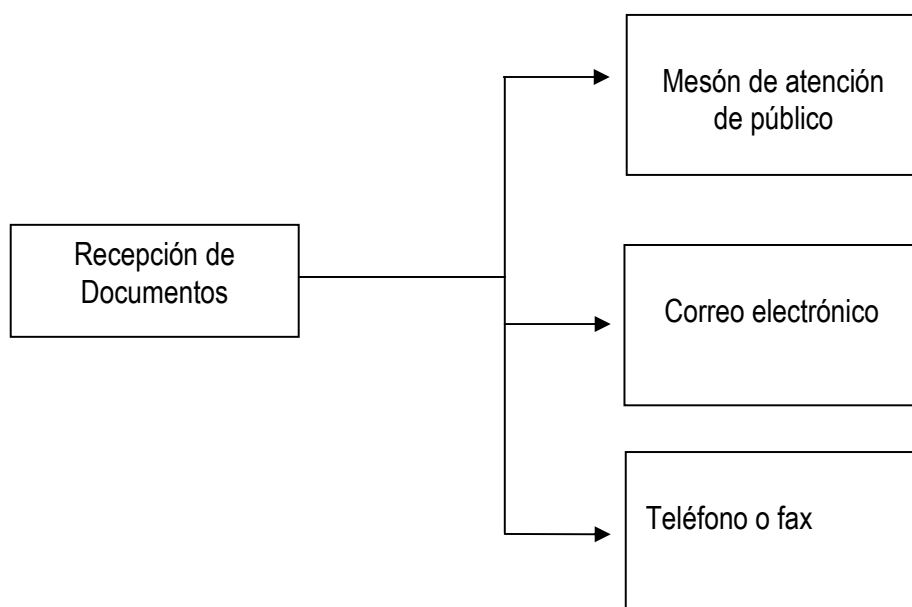 Mesón de atención
de público
Recepción de
Documentos
Correo electrónico
Teléfono o fax